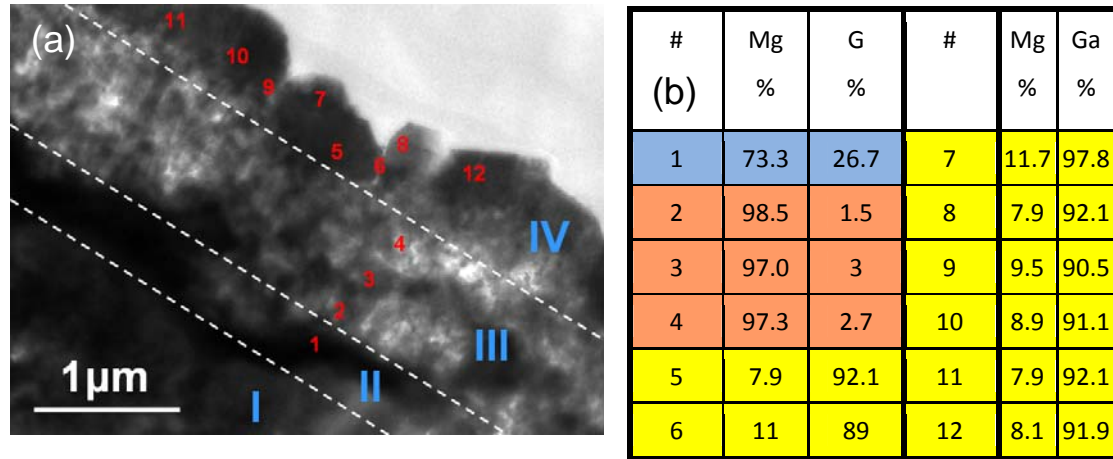 (a)
11
10
9
7
8
5
6
12
IV
4
3
2
1
III
II
I
1µm
(b)
# Mg % G % # Mg % Ga %
1 73.3 26.7 7 11.7 97.8
2 98.5 1.5 8 7.9 92.1
3 97.0 3 9 9.5 90.5
4 97.3 2.7 10 8.9 91.1
5 7.9 92.1 11 7.9 92.1
6 11 89 12 8.1 91.9